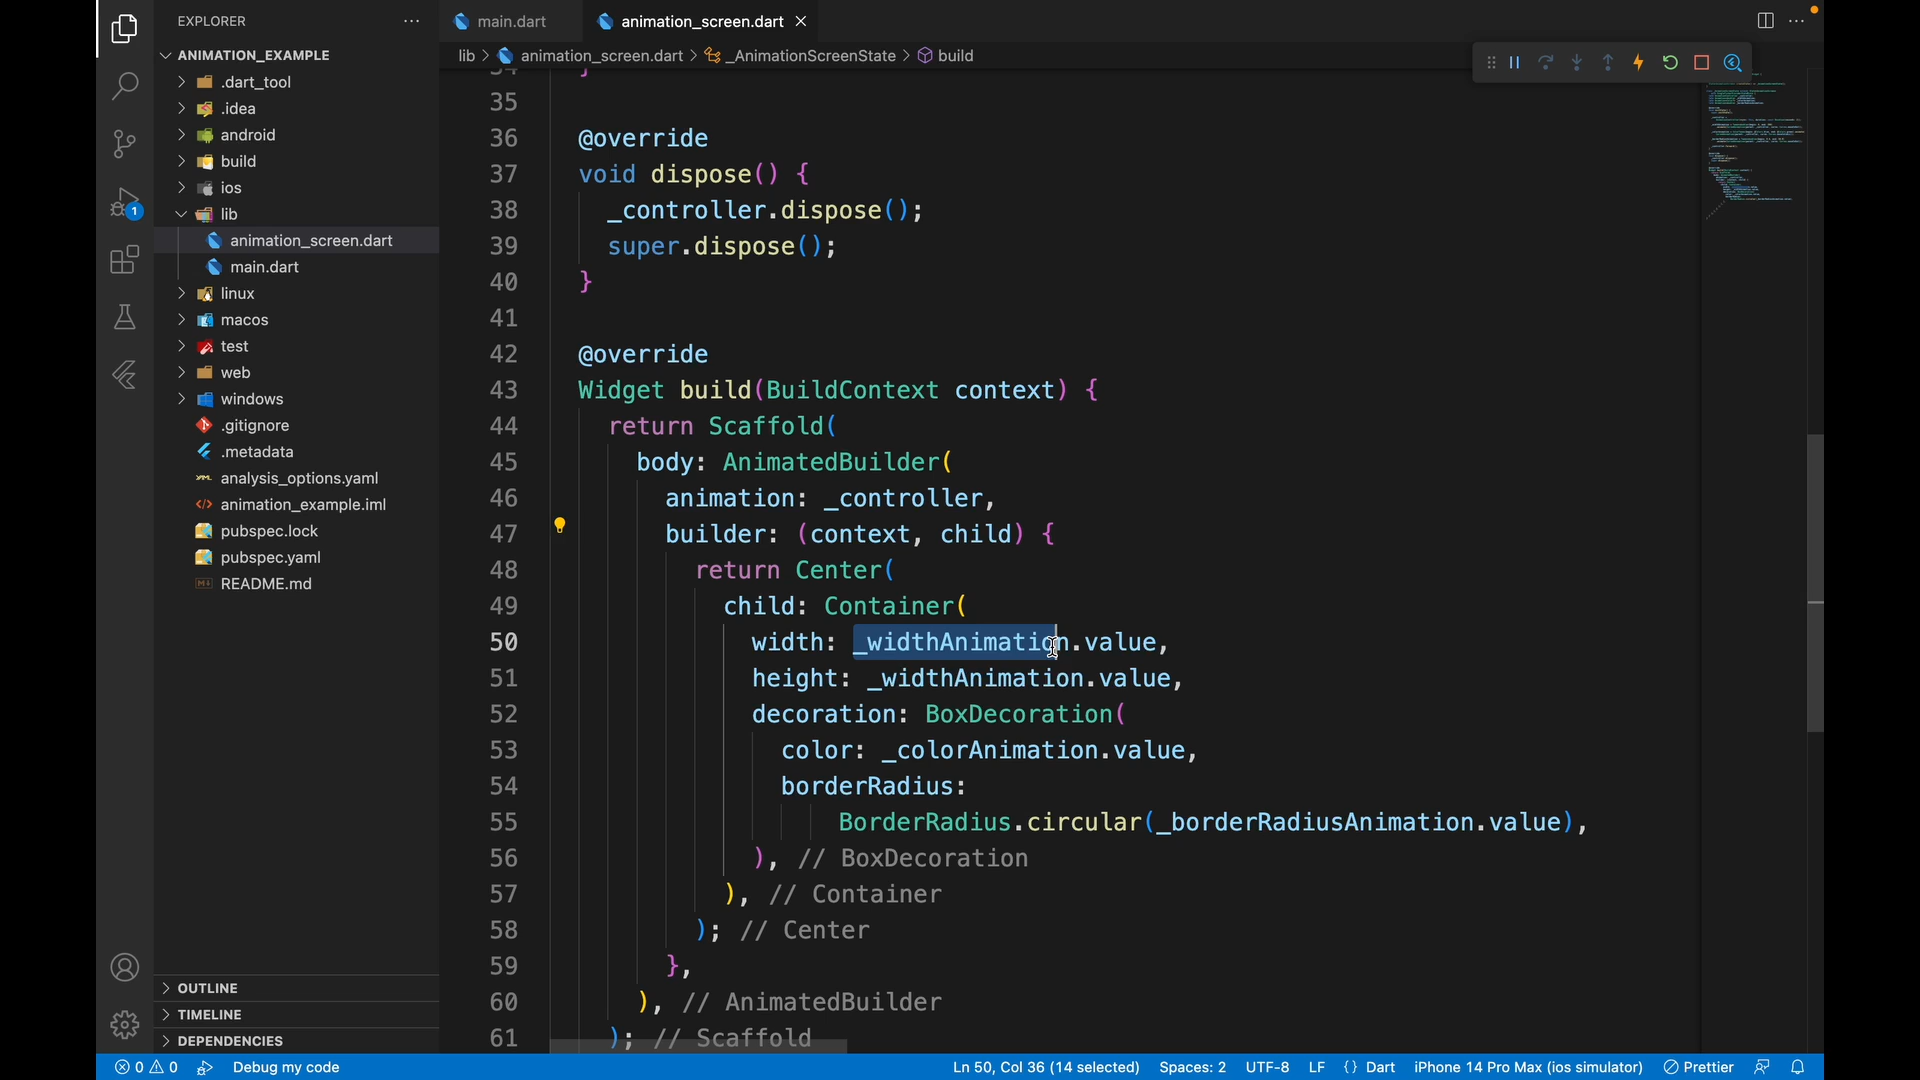 EXPLORER
main.dart
animation_screen.dart
ANIMATION_EXAMPLE
lib > animation_screen.dart > _AnimationScreenState > build
.dart_tool
.idea
android
build
ios
lib
animation_screen.dart
main.dart
linux
macos
test
web
windows
.gitignore
.metadata
analysis_options.yaml
animation_example.iml
pubspec.lock
pubspec.yaml
README.md
OUTLINE
TIMELINE
DEPENDENCIES
1
34 }
35
36 @override
37 void dispose() {
38 _controller.dispose();
39 super.dispose();
40 }
41
42 @override
43 Widget build(BuildContext context) {
44 return Scaffold(
45 body: AnimatedBuilder(
46 animation: _controller,
47 builder: (context, child) {
48 return Center(
49 child: Container(
50 width: _widthAnimation.value,
51 height: _widthAnimation.value,
52 decoration: BoxDecoration(
53 color: _colorAnimation.value,
54 borderRadius:
55 BorderRadius.circular(_borderRadiusAnimation.value),
56 ), // BoxDecoration
57 ), // Container
58 ); // Center
59 },
60 ), // AnimatedBuilder
61 ); // Scaffold
0 0 Debug my code Ln 50, Col 36 (14 selected) Spaces: 2 UTF-8 LF {} Dart iPhone 14 Pro Max (ios simulator) Prettier